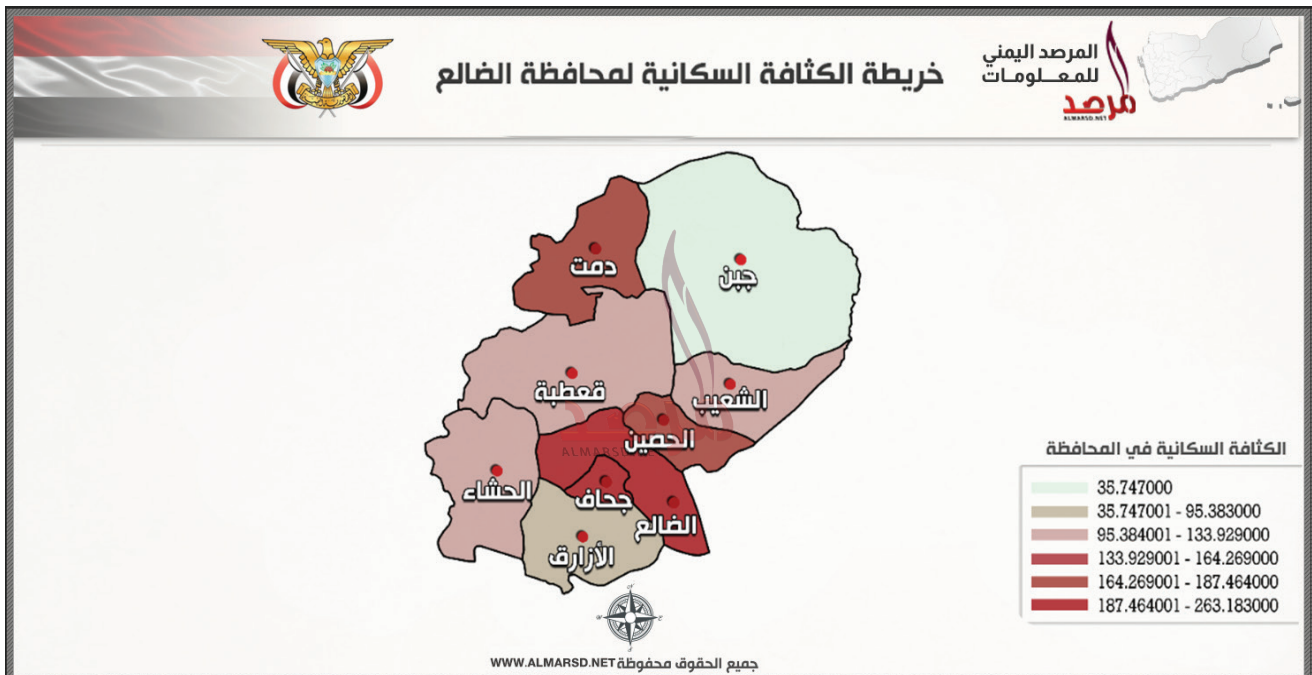 خريطة الكثافة السكانية لمحافظة الضالع
المرصد اليمني
للمعـــلـومـات
مرصد
ALMARSD.NET
دمت
جبن
قعطبة
الشعيب
الحصين
الحشاء
جحاف
الضالع
الأزارق
الكثافة السكانية في المحافظة
35.747000
35.747001 - 95.383000
95.384001 - 133.929000
133.929001 - 164.269000
164.269001 - 187.464000
187.464001 - 263.183000
جميع الحقوق محفوظة WWW.ALMARSD.NET